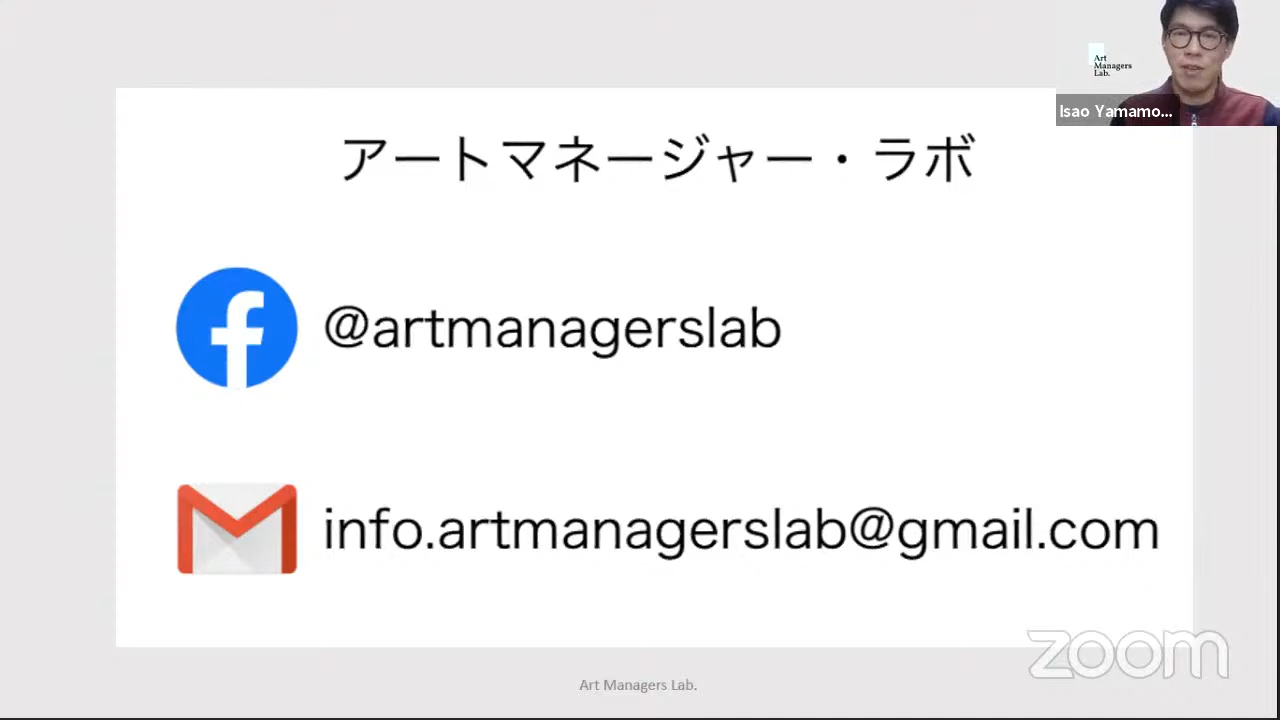 Art
Managers
Lab.
Isao Yamamo...
アートマネージャー・ラボ
@artmanagerslab
info.artmanagerslab@gmail.com
zoom
Art Managers Lab.